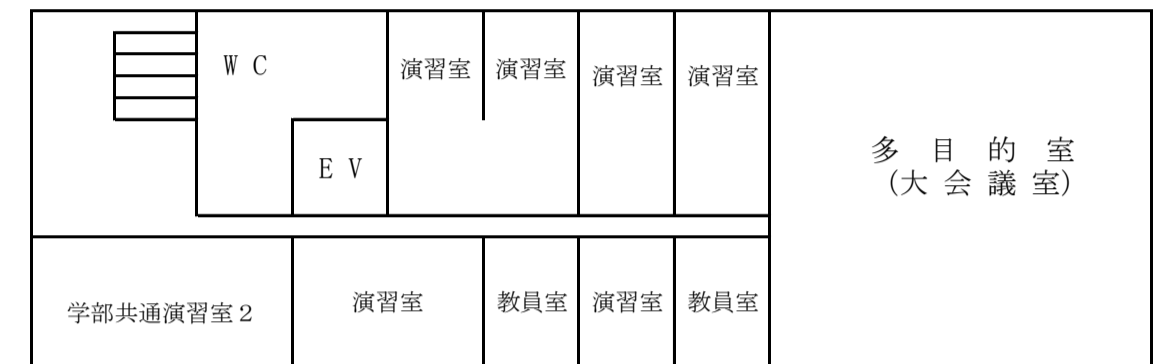 W C
演習室
演習室
演習室
演習室
E V
多 目 的 室
(大 会 議 室)
学部共通演習室２
演習室
教員室
演習室
教員室